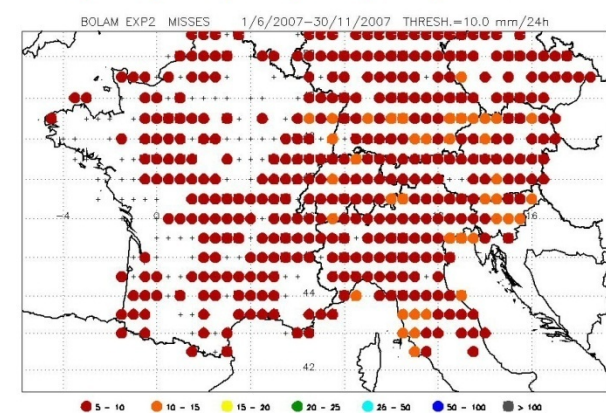 BOLAM EXP2 MISSES 1/6/2007-30/11/2007 THRESH.=10.0 mm/24h
-4 0 16
44
42
5 - 10 10 - 15 15 - 20 20 - 25 25 - 50 50 - 100 > 100